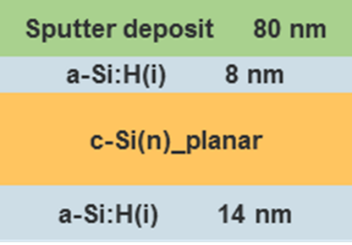 Sputter deposit 80 nm
a-Si:H(i) 8 nm
c-Si(n)_planar
a-Si:H(i) 14 nm